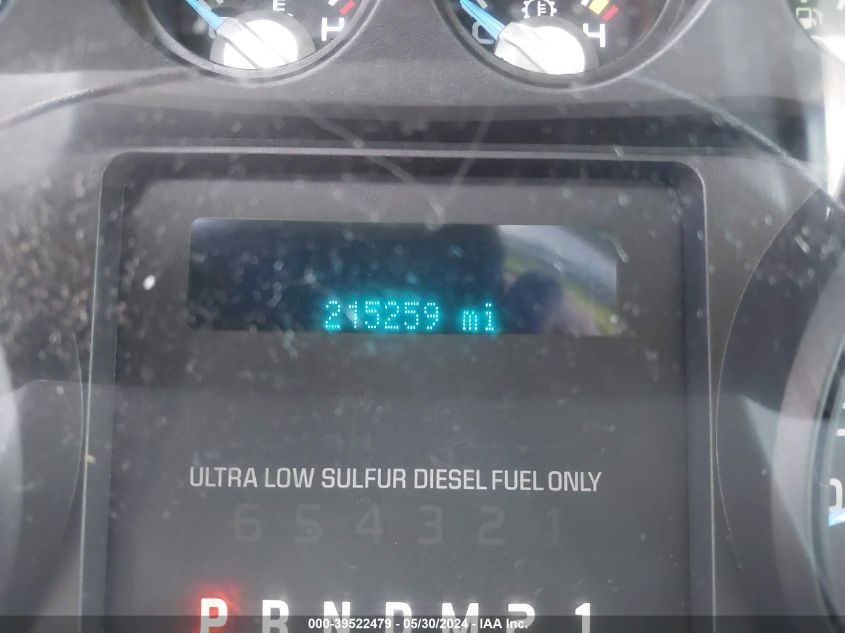 H C H
215259 mi
ULTRA LOW SULFUR DIESEL FUEL ONLY
6 5 4 3 2 1
P R N D M 2 1
000-39522479 - 05/30/2024 - IAA Inc.